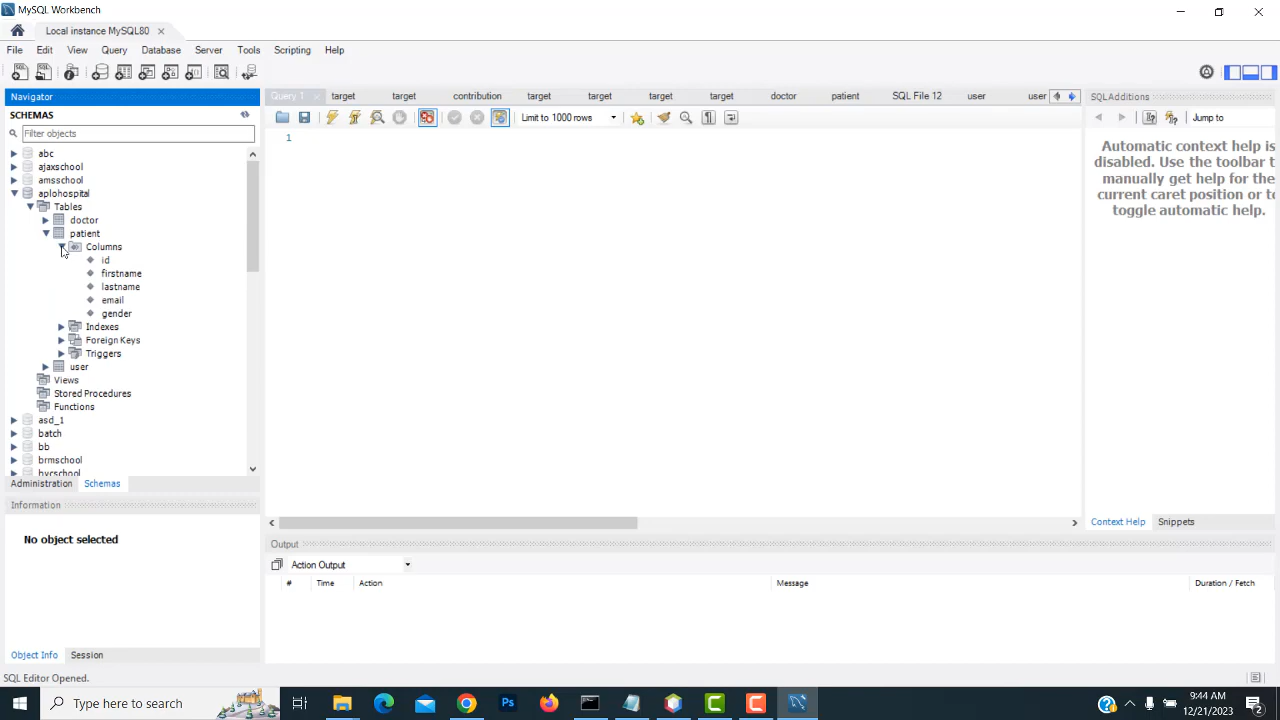 MySQL Workbench
Local instance MySQL80
File Edit View Query Database Server Tools Scripting Help
Navigator
SCHEMAS
Filter objects
abc
ajaxschool
amsschool
aplohospital
Tables
doctor
patient
Columns
id
firstname
lastname
email
gender
Indexes
Foreign Keys
Triggers
user
Views
Stored Procedures
Functions
asd_1
batch
bb
brmschool
Administration Schemas
Information
No object selected
Object Info Session
SQL Editor Opened.
Query 1 target target contribution target target target target doctor patient SQL File 12 user user
Limit to 1000 rows
1
Output
Action Output
# Time Action Message Duration / Fetch
SQLAdditions
Jump to
Automatic context help is
disabled. Use the toolbar t
manually get help for the
current caret position or to
toggle automatic help.
Context Help Snippets
Type here to search
Ps
9:44 AM
12/21/2023
2